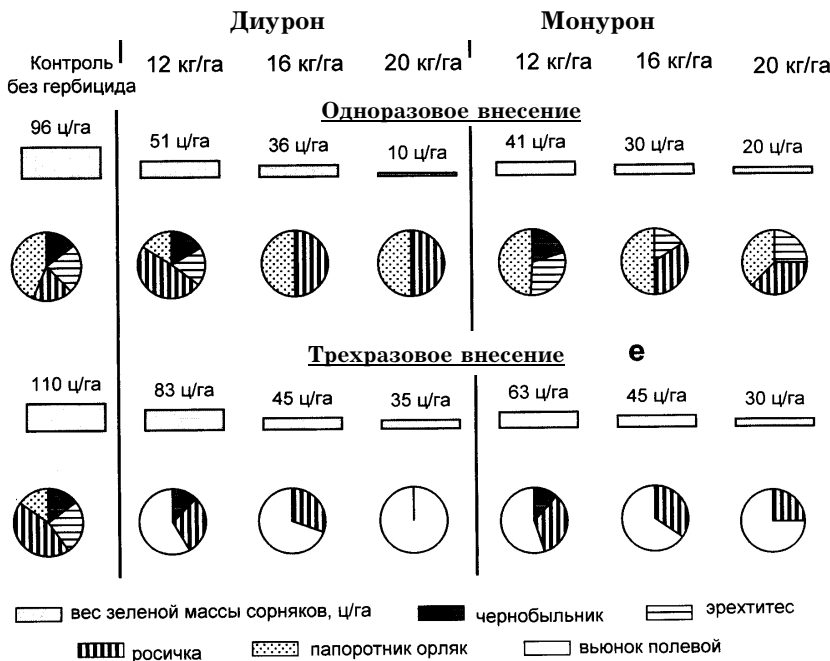 Диурон Монурон
Контроль без гербицида 12 кг/га 16 кг/га 20 кг/га 12 кг/га 16 кг/га 20 кг/га
Одноразовое внесение
96 ц/га 51 ц/га 36 ц/га 10 ц/га 41 ц/га 30 ц/га 20 ц/га
Трехразовое внесение е
110 ц/га 83 ц/га 45 ц/га 35 ц/га 63 ц/га 45 ц/га 30 ц/га
вес зеленой массы сорняков, ц/га чернобыльник эрехтитес
росичка папоротник орляк вьюнок полевой